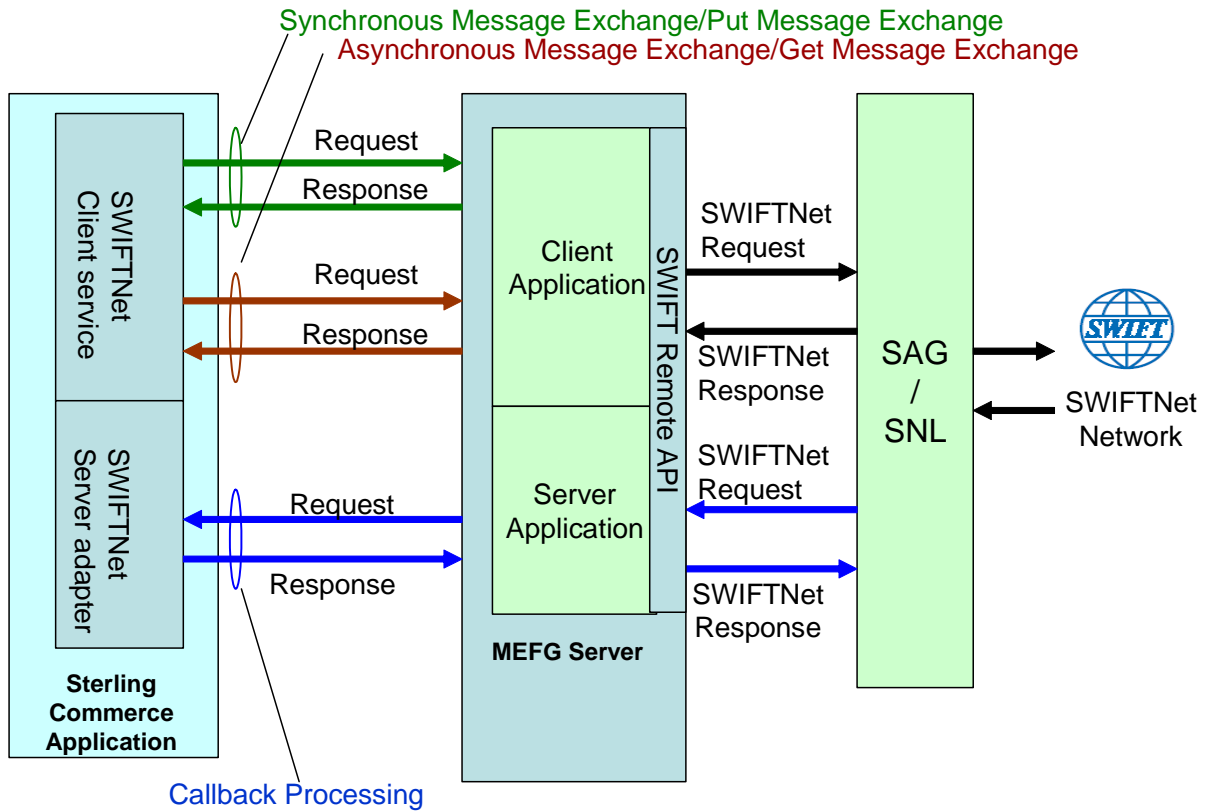 Synchronous Message Exchange/Put Message Exchange
Asynchronous Message Exchange/Get Message Exchange
SWIFTNet
Client service
SWIFTNet
Server adapter
Sterling
Commerce
Application
Request
Response
Request
Response
Request
Response
Callback Processing
Client
Application
Server
Application
SWIFT Remote API
MEFG Server
SWIFTNet
Request
SWIFTNet
Response
SWIFTNet
Request
SWIFTNet
Response
SAG
/
SNL
SWIFT
SWIFTNet
Network